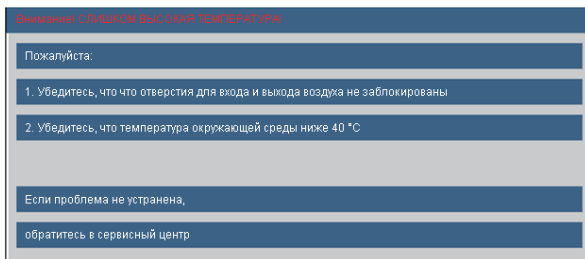 Внимание! СЛИШКОМ ВЫСОКАЯ ТЕМПЕРАТУРА!
Пожалуйста:
1. Убедитесь, что что отверстия для входа и выхода воздуха не заблокированы
2. Убедитесь, что температура окружающей среды ниже 40 °C
Если проблема не устранена,
обратитесь в сервисный центр